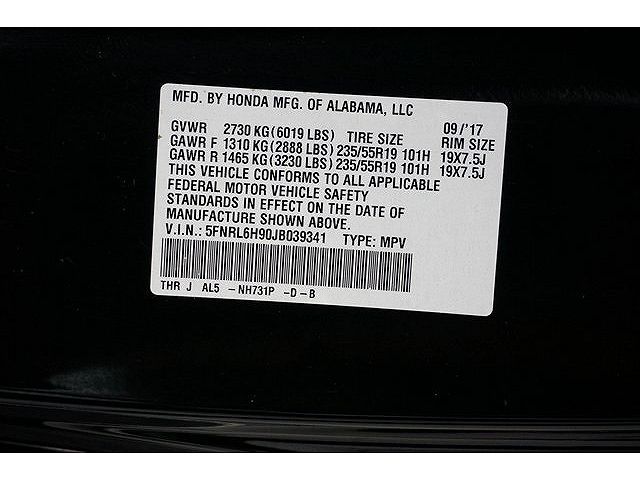 MFD. BY HONDA MFG. OF ALABAMA, LLC
09/'17
GVWR 2730 KG(6019 LBS) TIRE SIZE RIM SIZE
GAWR F 1310 KG(2888 LBS) 235/55R19 101H 19X7.5J
GAWR R 1465 KG(3230 LBS) 235/55R19 101H 19X7.5J
THIS VEHICLE CONFORMS TO ALL APPLICABLE
FEDERAL MOTOR VEHICLE SAFETY
STANDARDS IN EFFECT ON THE DATE OF
MANUFACTURE SHOWN ABOVE.
V.I.N.: 5FNRL6H90JB039341 TYPE: MPV
THR J AL5 -NH731P -D-B